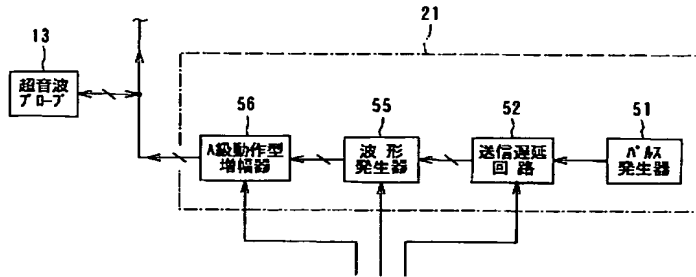 21
13
超音波
プローブ
56
A級動作型
増幅器
55
波形
発生器
52
送信遅延
回路
51
パルス
発生器